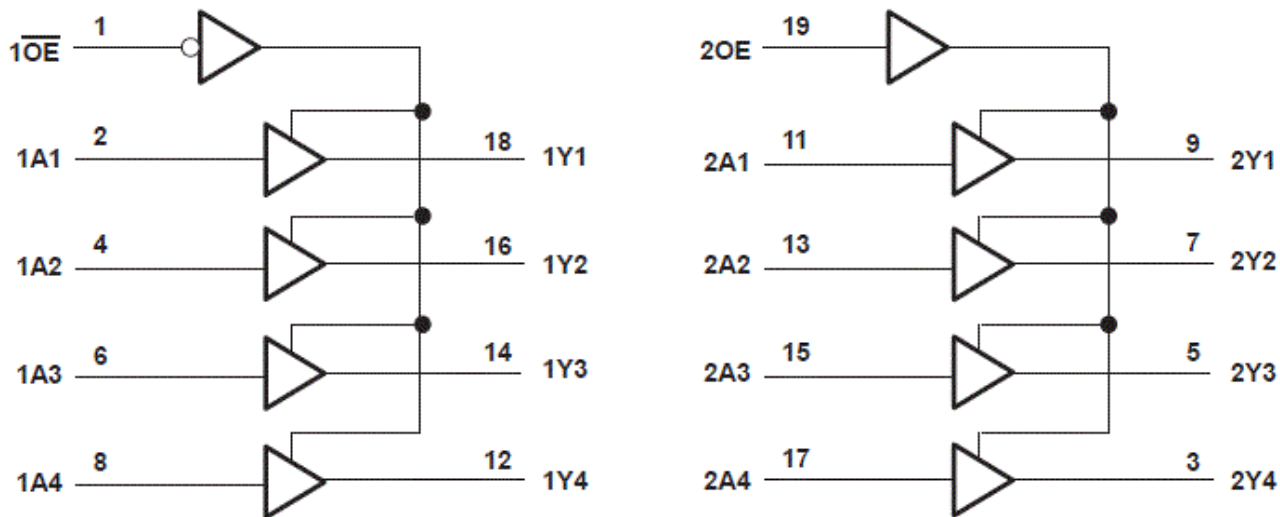 1 19
1O̅E̅ 2OE
2 18 11 9
1A1 1Y1 2A1 2Y1
4 16 13 7
1A2 1Y2 2A2 2Y2
6 14 15 5
1A3 1Y3 2A3 2Y3
8 12 17 3
1A4 1Y4 2A4 2Y4